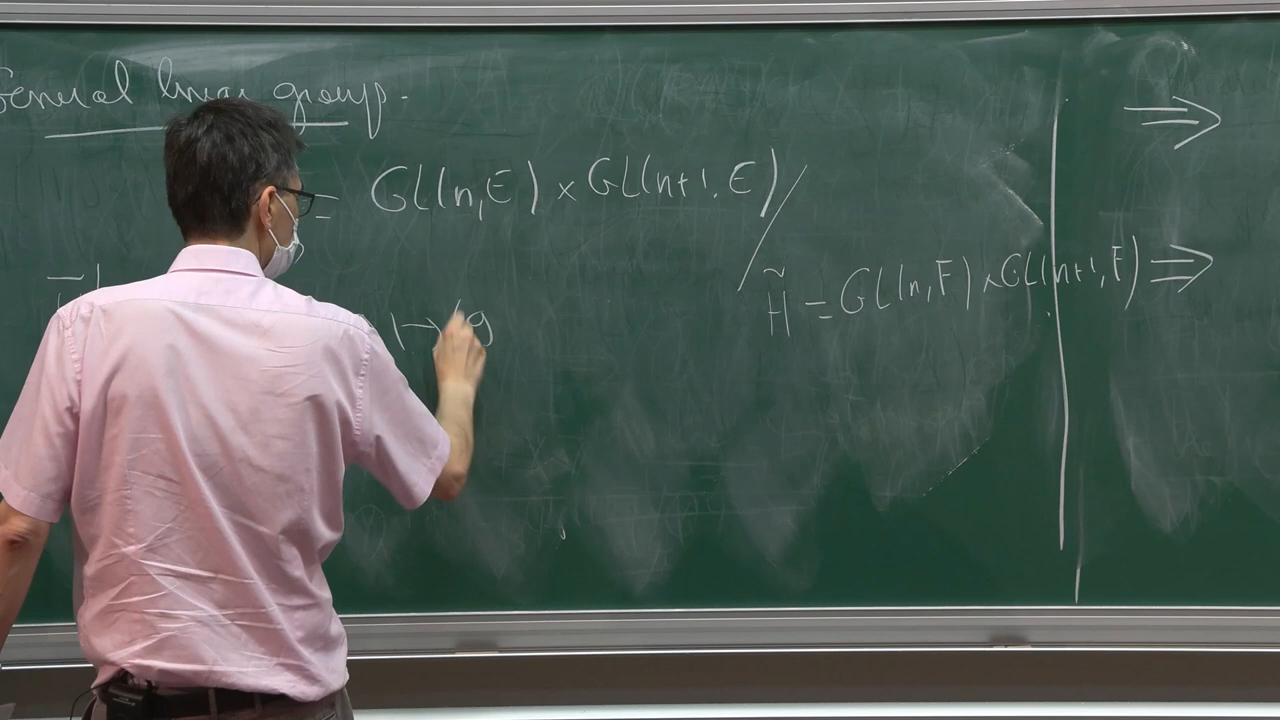 General linear group.
= GL(n,E) × GL(n+1,E) /
⇒
H̃ = GL(n,F) × GL(n+1,F) ⇒
↦ g